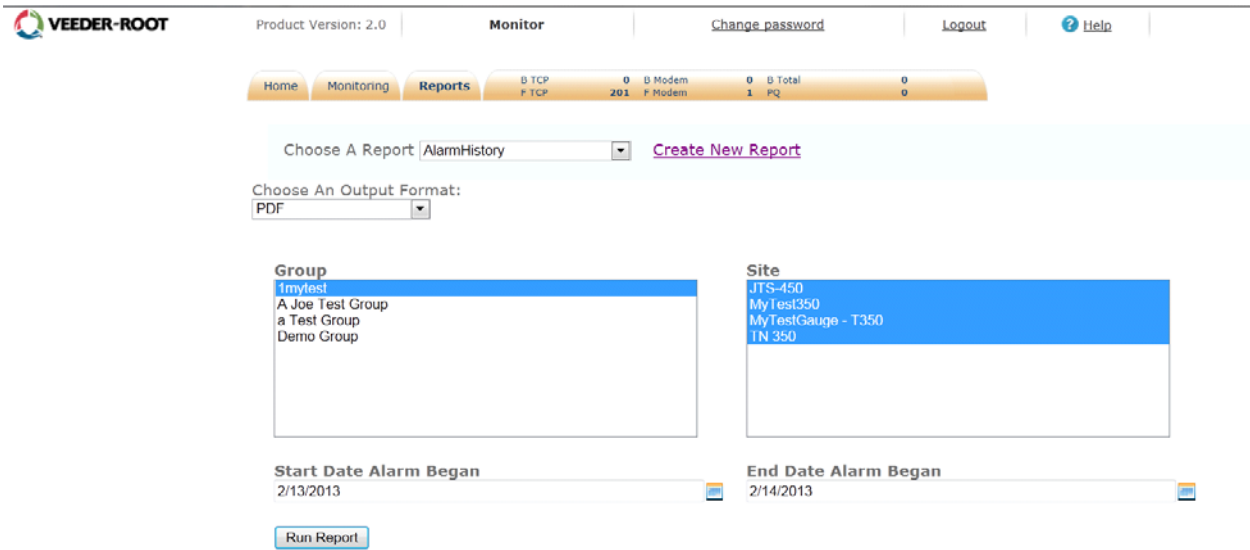 VEEDER-ROOT Product Version: 2.0 Monitor Change password Logout Help
Home Monitoring Reports B TCP 0 B Modem 0 B Total 0
F TCP 201 F Modem 1 PQ 0
Choose A Report AlarmHistory Create New Report
Choose An Output Format:
PDF
Group Site
1mytest JTS-450
A Joe Test Group MyTest350
a Test Group MyTestGauge - T350
Demo Group TN 350
Start Date Alarm Began End Date Alarm Began
2/13/2013 2/14/2013
Run Report